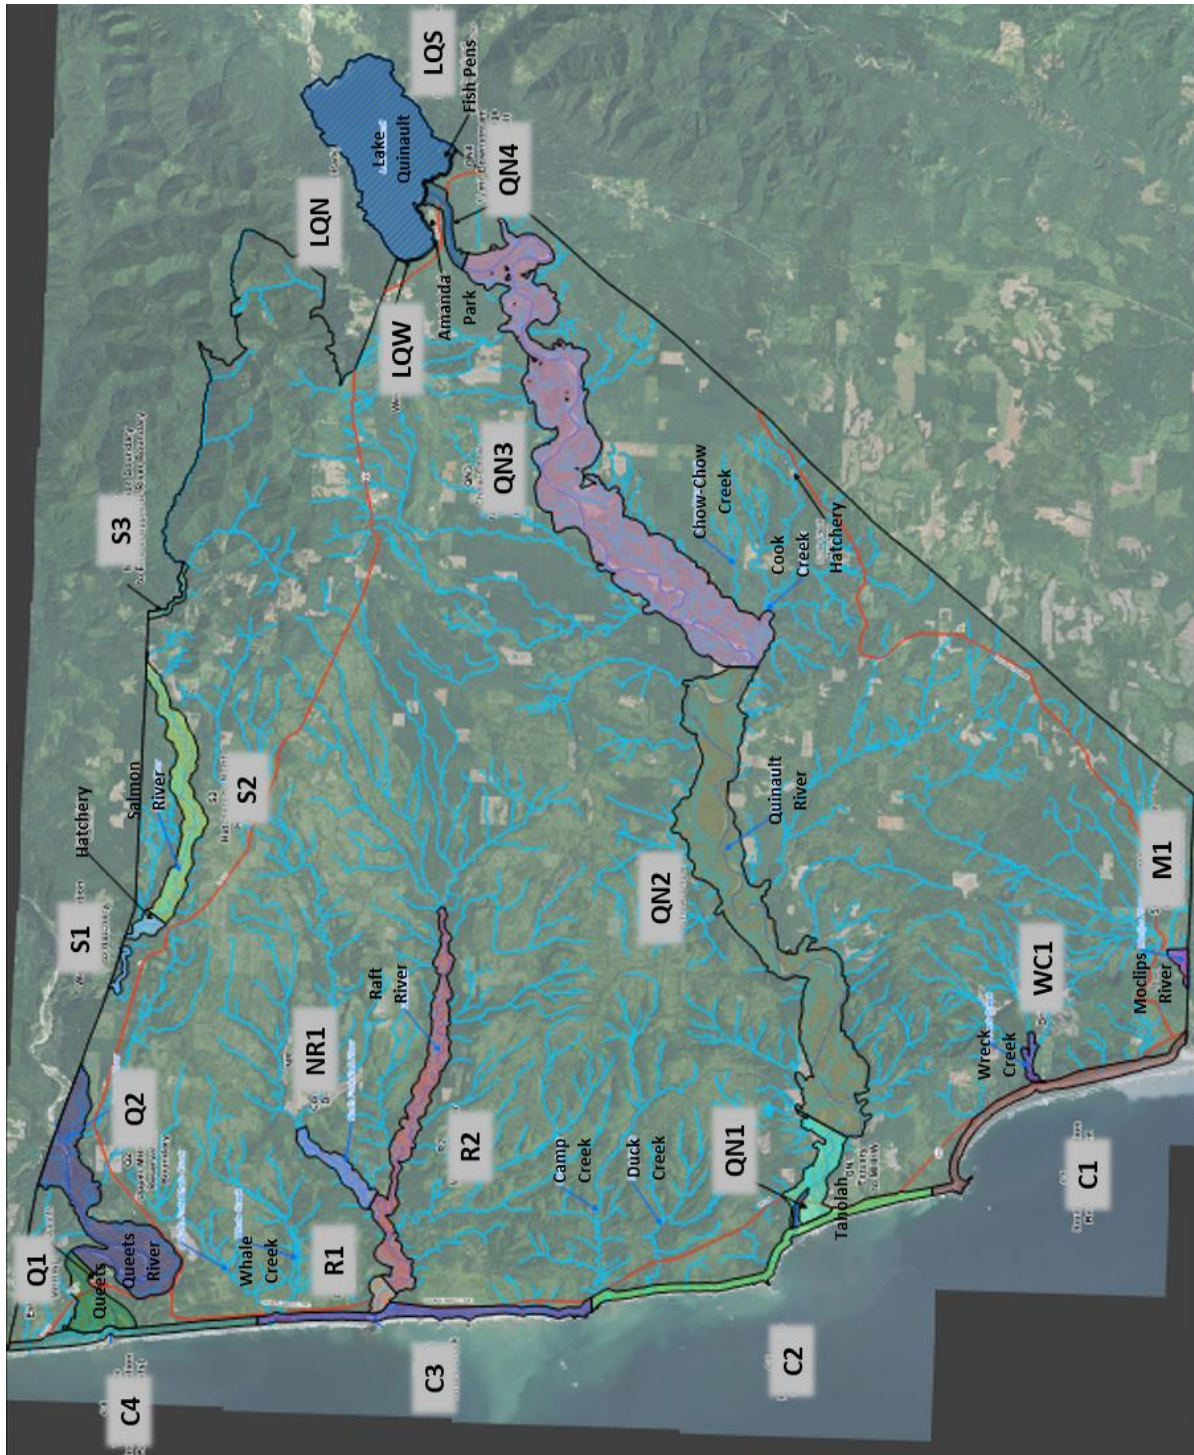 Q1
Queets
Queets
River
Q2
C4
S1
Hatchery
Salmon
River
S2
S3
LQN
LQW
Lake
Quinault
LQS
Fish Pens
QN4
Amanda
Park
QN3
Chow-Chow
Creek
Cook
Creek
Hatchery
Whale
Creek
NR1
R1
Raft
River
R2
C3
Camp
Creek
Duck
Creek
QN2
Quinault
River
QN1
Taholah
C2
Wreck
Creek
WC1
C1
Moclips
River
M1